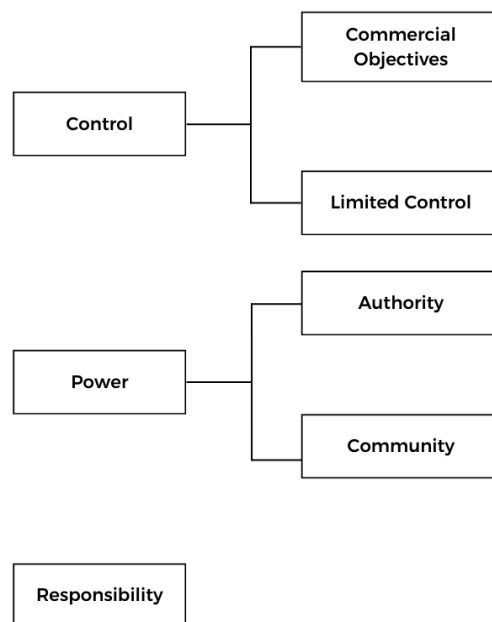 Commercial
Objectives
Control
Limited Control
Authority
Power
Community
Responsibility